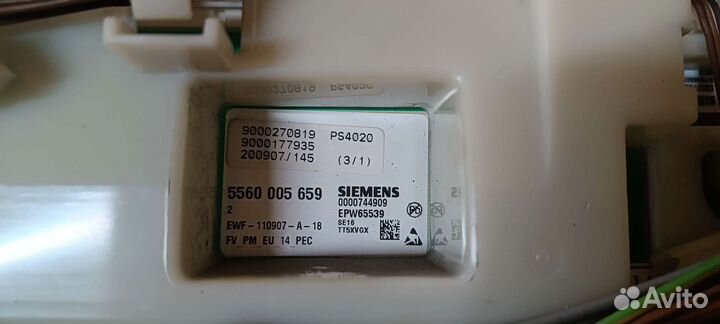 9000270819 PS4020
9000177935
200907/145 (3/1)
5560 005 659 SIEMENS
0000744909
2 EPW65539
EWF-110907-A-18 SE16
TT5XVGX
FV_PM_EU_14_PEC
Avito